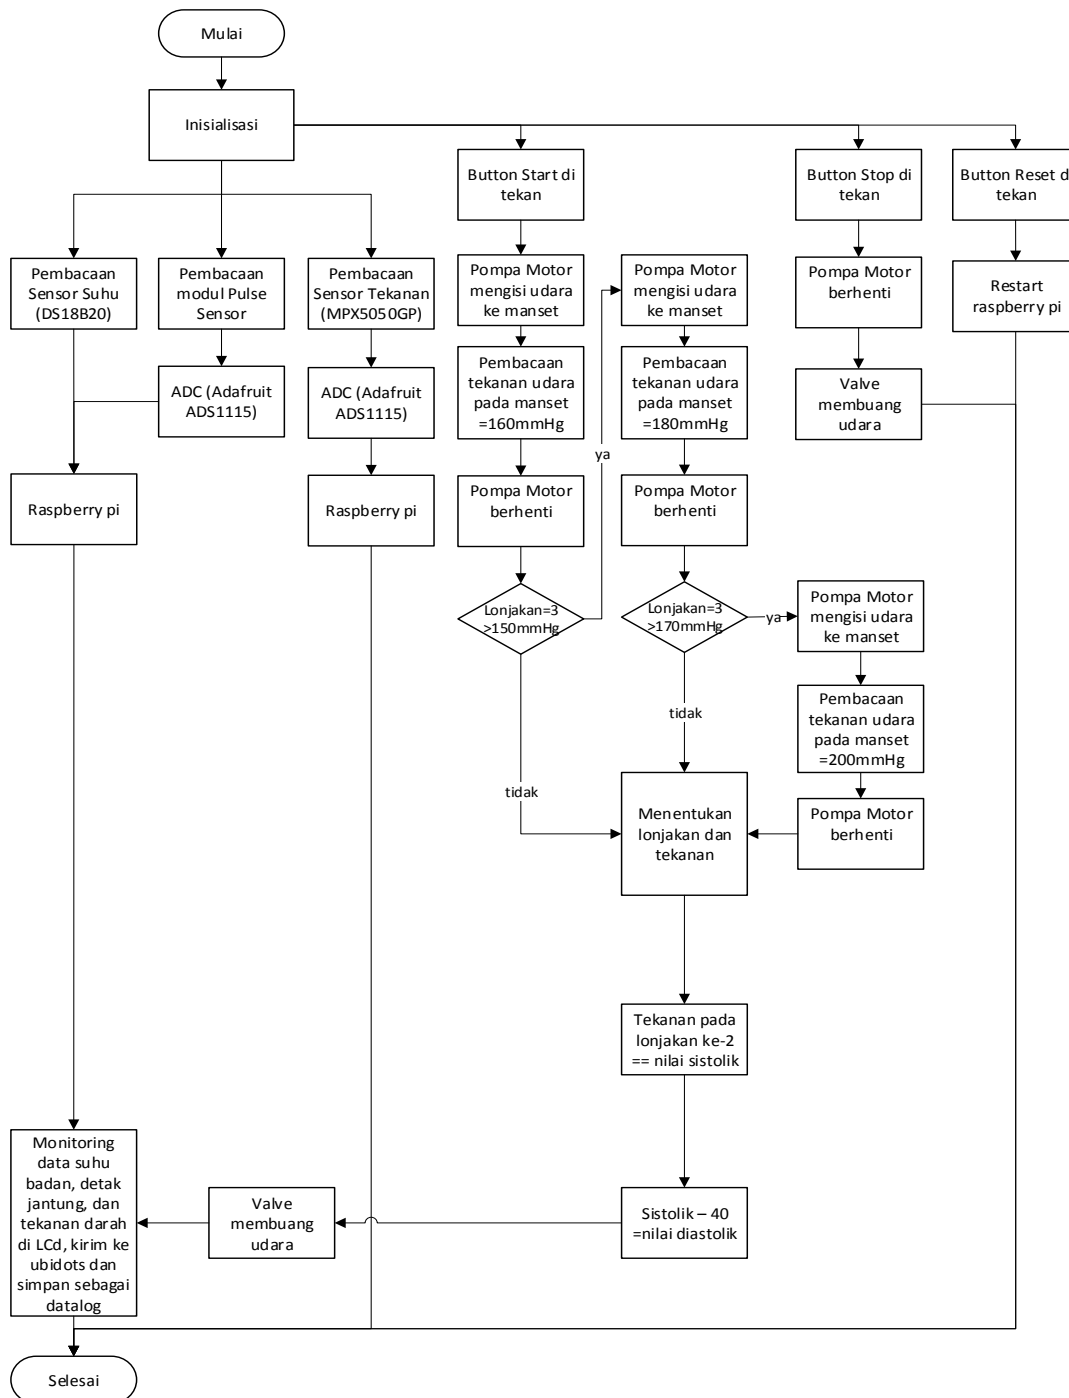 Mulai
Inisialisasi
Button Start di
tekan
Button Stop di
tekan
Button Reset di
tekan
Pembacaan
Sensor Suhu
(DS18B20)
Pembacaan
modul Pulse
Sensor
Pembacaan
Sensor Tekanan
(MPX5050GP)
Pompa Motor
mengisi udara
ke manset
Pompa Motor
mengisi udara
ke manset
Pompa Motor
berhenti
Restart
raspberry pi
ADC (Adafruit
ADS1115)
ADC (Adafruit
ADS1115)
Pembacaan
tekanan udara
pada manset
=160mmHg
Pembacaan
tekanan udara
pada manset
=180mmHg
Valve
membuang
udara
ya
Raspberry pi
Raspberry pi
Pompa Motor
berhenti
Pompa Motor
berhenti
Lonjakan=3
>150mmHg
Lonjakan=3
>170mmHg
ya
Pompa Motor
mengisi udara
ke manset
tidak
Pembacaan
tekanan udara
pada manset
=200mmHg
tidak
Menentukan
lonjakan dan
tekanan
Pompa Motor
berhenti
Tekanan pada
lonjakan ke-2
== nilai sistolik
Monitoring
data suhu
badan, detak
jantung, dan
tekanan darah
di LCd, kirim ke
ubidots dan
simpan sebagai
datalog
Valve
membuang
udara
Sistolik – 40
=nilai diastolik
Selesai